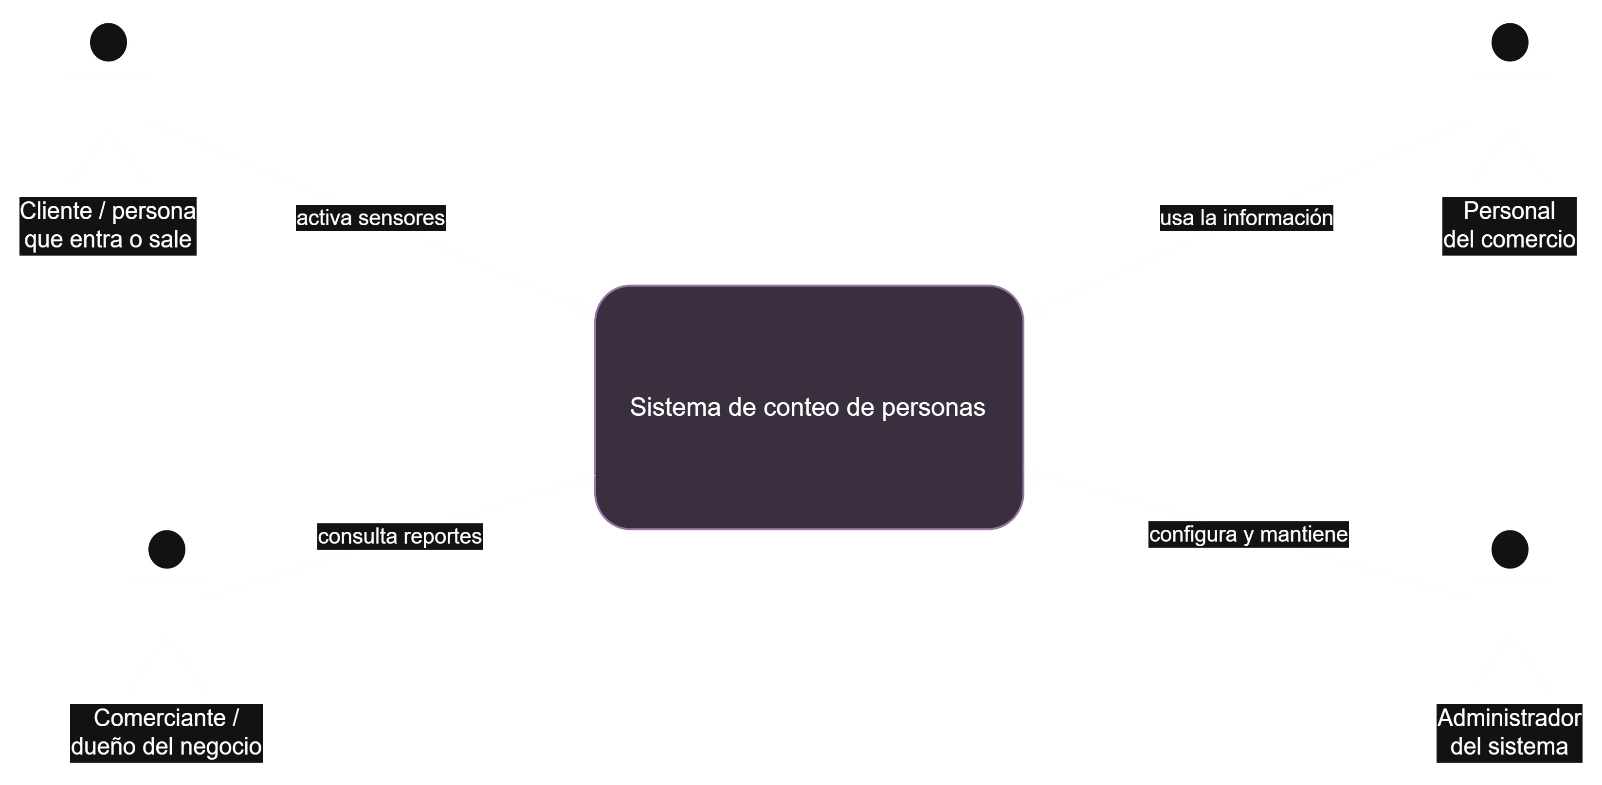 Cliente / persona
que entra o sale
activa sensores
usa la información
Personal
del comercio
Sistema de conteo de personas
consulta reportes
configura y mantiene
Comerciante /
dueño del negocio
Administrador
del sistema